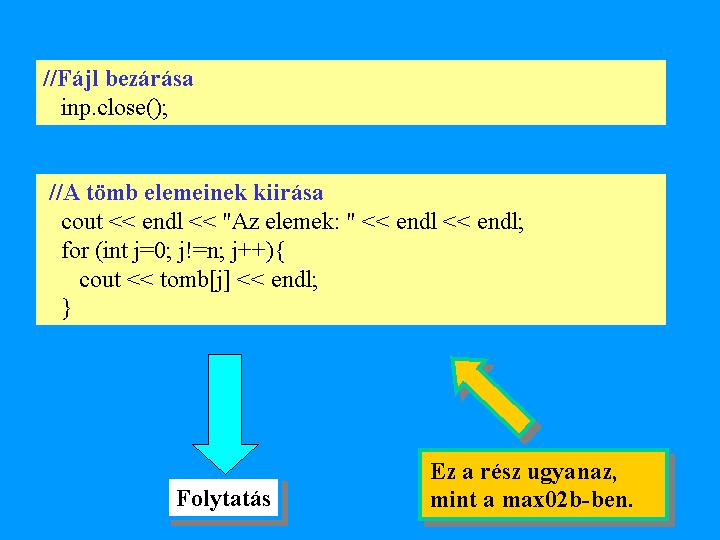 //Fájl bezárása
inp.close();
//A tömb elemeinek kiirása
cout << endl << "Az elemek: " << endl << endl;
for (int j=0; j!=n; j++){
cout << tomb[j] << endl;
}
Folytatás
Ez a rész ugyanaz,
mint a max02b-ben.